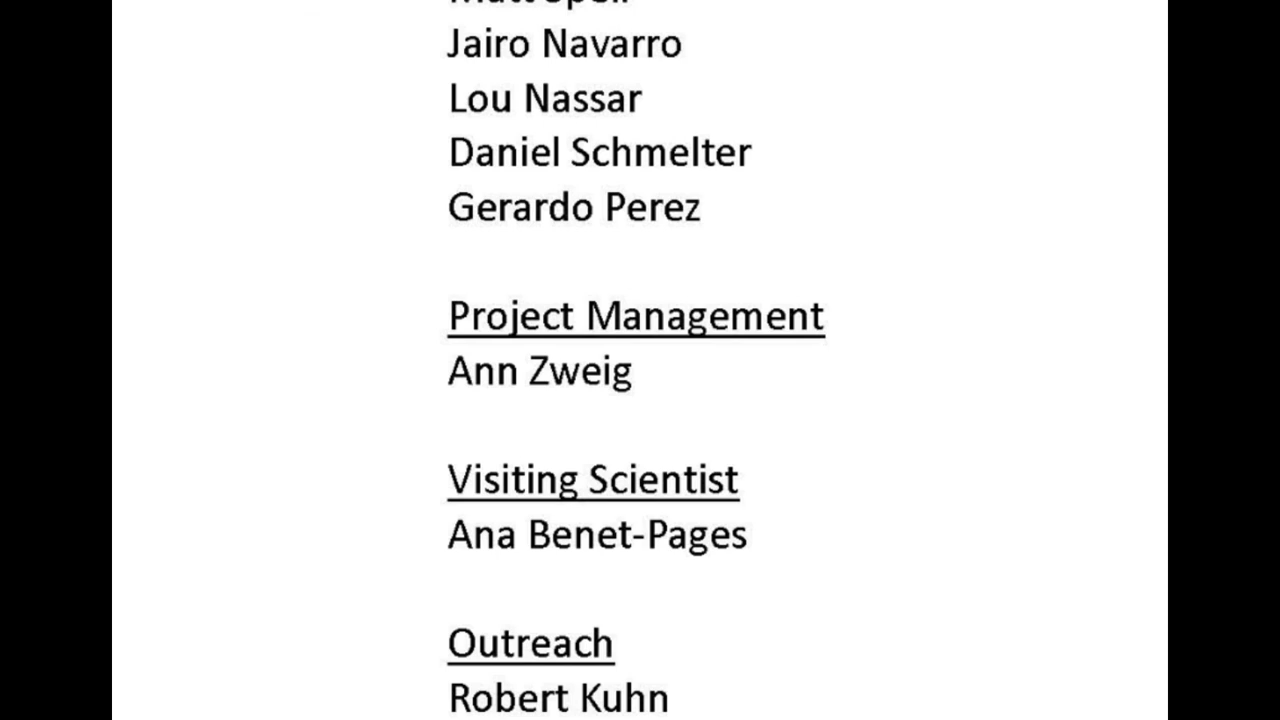 Jairo Navarro
Lou Nassar
Daniel Schmelter
Gerardo Perez
Project Management
Ann Zweig
Visiting Scientist
Ana Benet-Pages
Outreach
Robert Kuhn